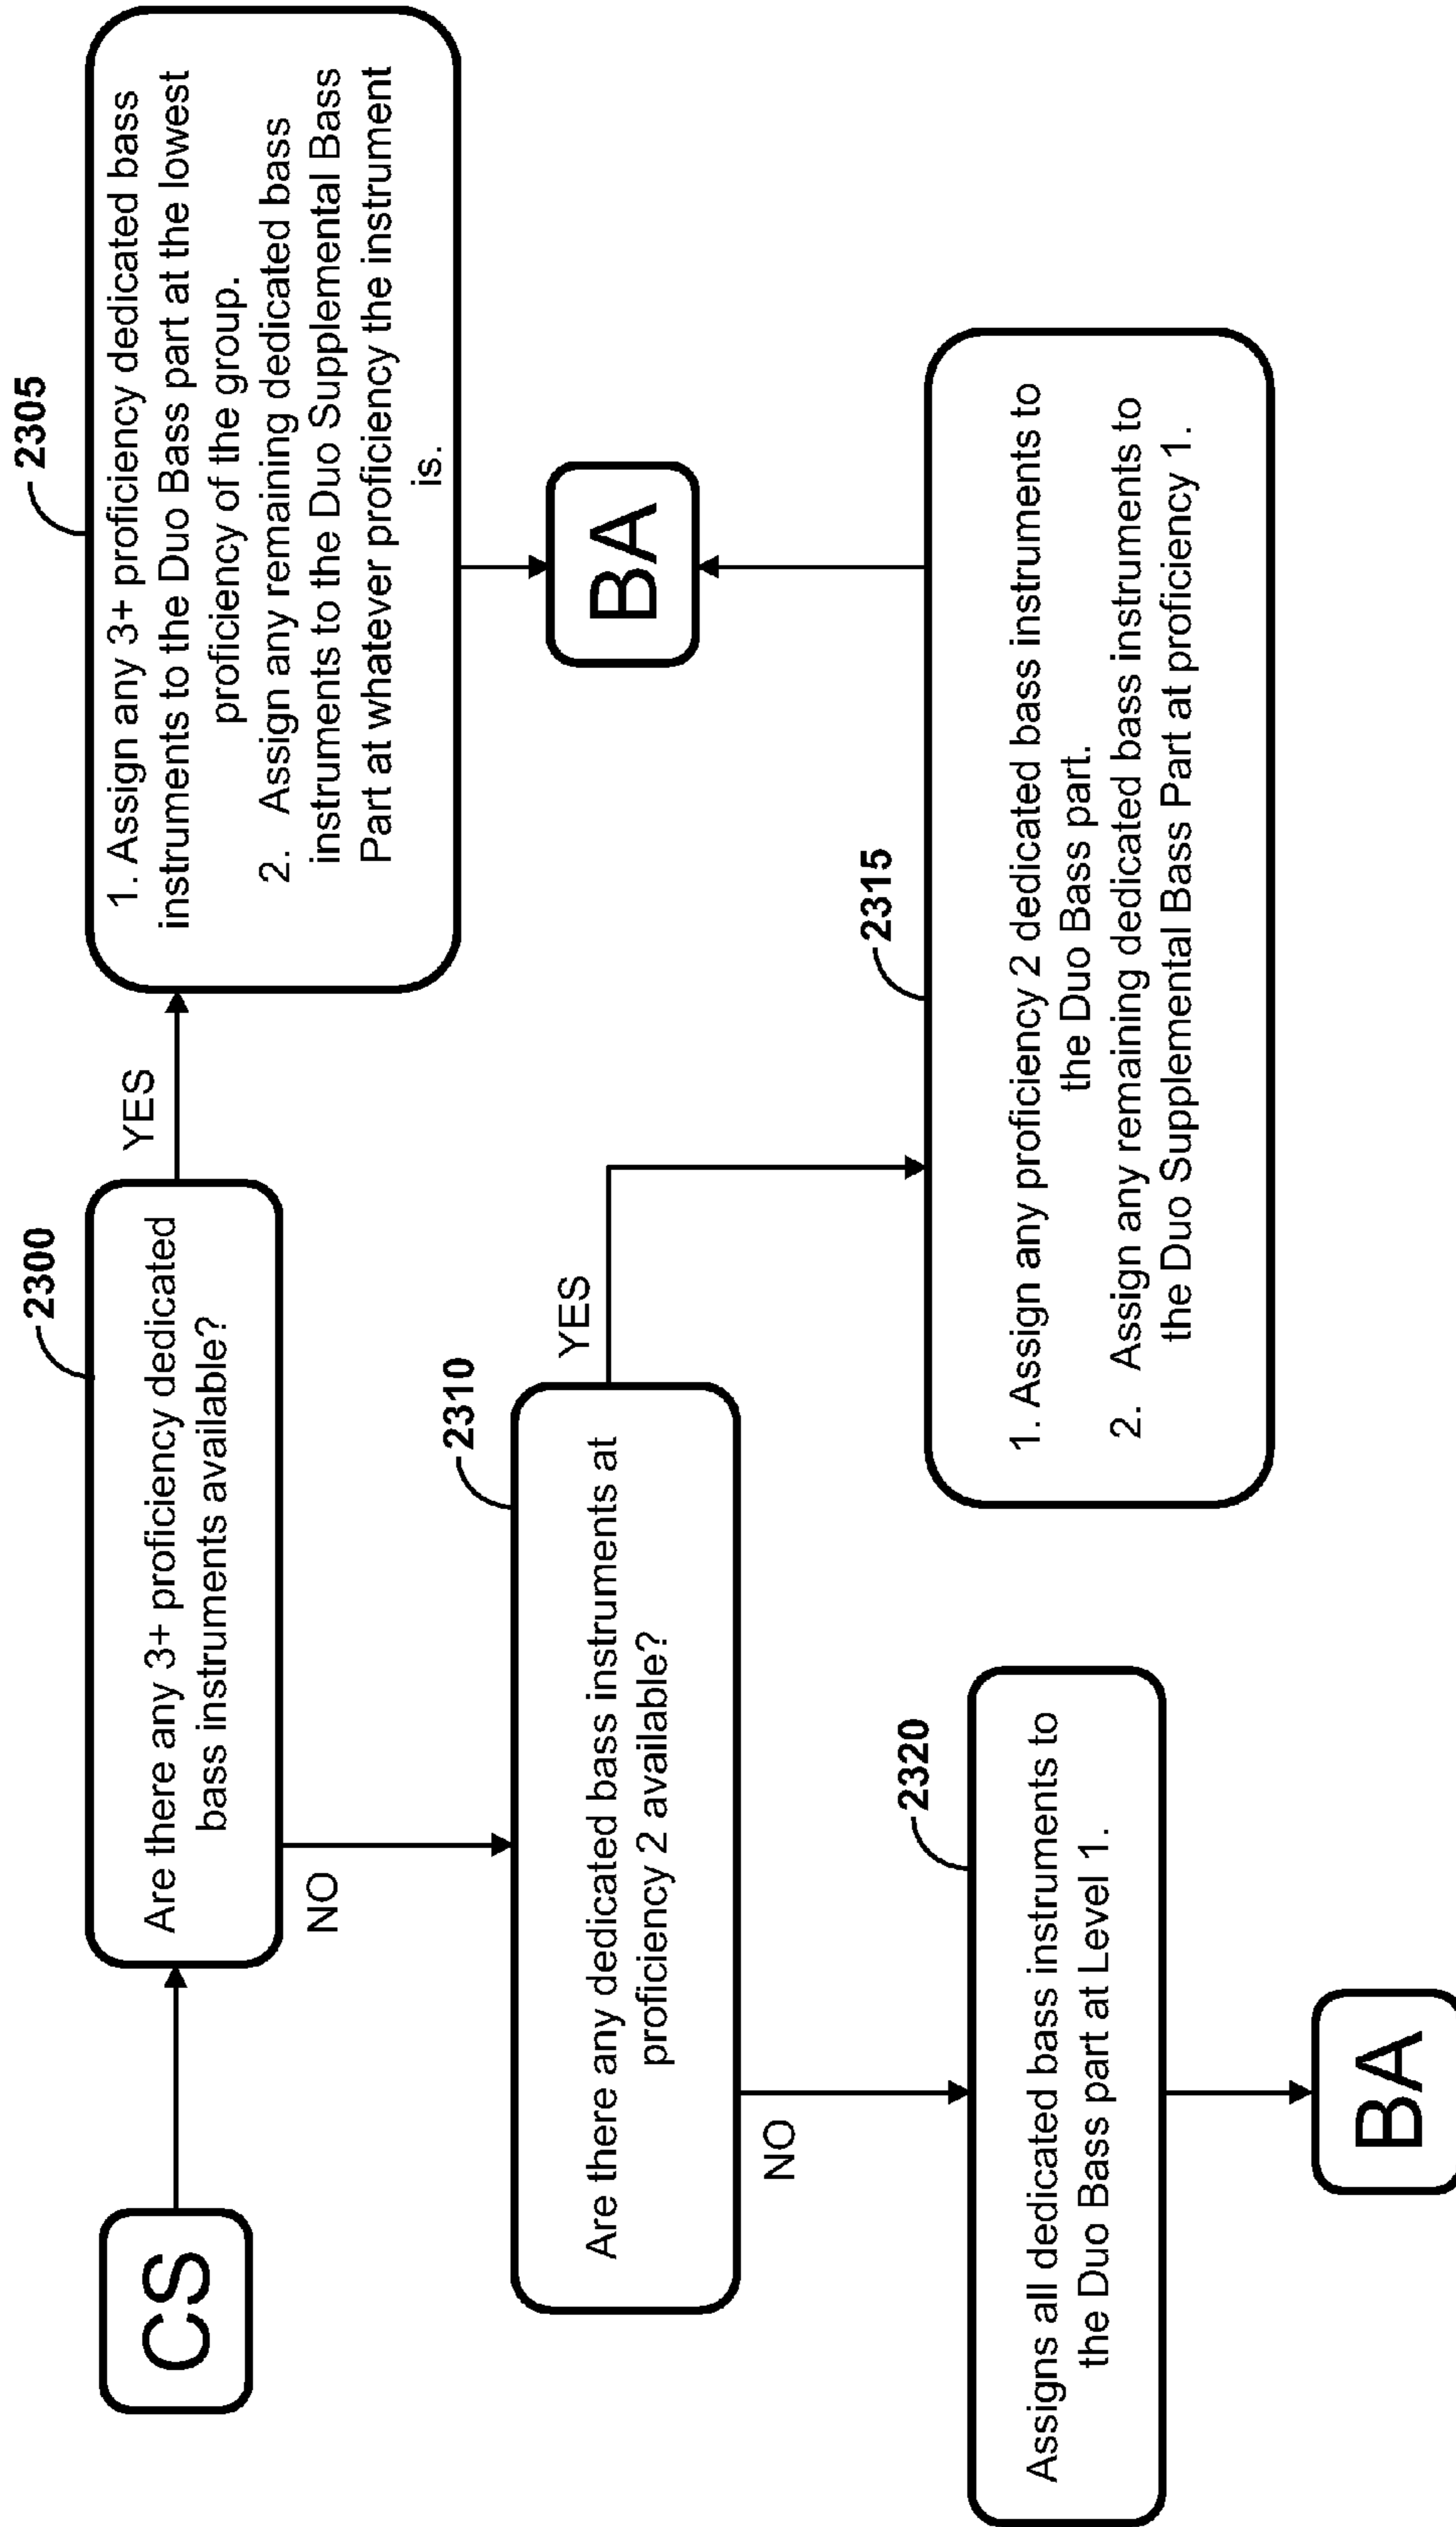 CS
2300
Are there any 3+ proficiency dedicated
bass instruments available?
YES
2305
1. Assign any 3+ proficiency dedicated bass
instruments to the Duo Bass part at the lowest
proficiency of the group.
2. Assign any remaining dedicated bass
instruments to the Duo Supplemental Bass
Part at whatever proficiency the instrument
is.
NO
BA
2310
Are there any dedicated bass instruments at
proficiency 2 available?
YES
2315
1. Assign any proficiency 2 dedicated bass instruments to
the Duo Bass part.
2. Assign any remaining dedicated bass instruments to
the Duo Supplemental Bass Part at proficiency 1.
NO
2320
Assigns all dedicated bass instruments to
the Duo Bass part at Level 1.
BA